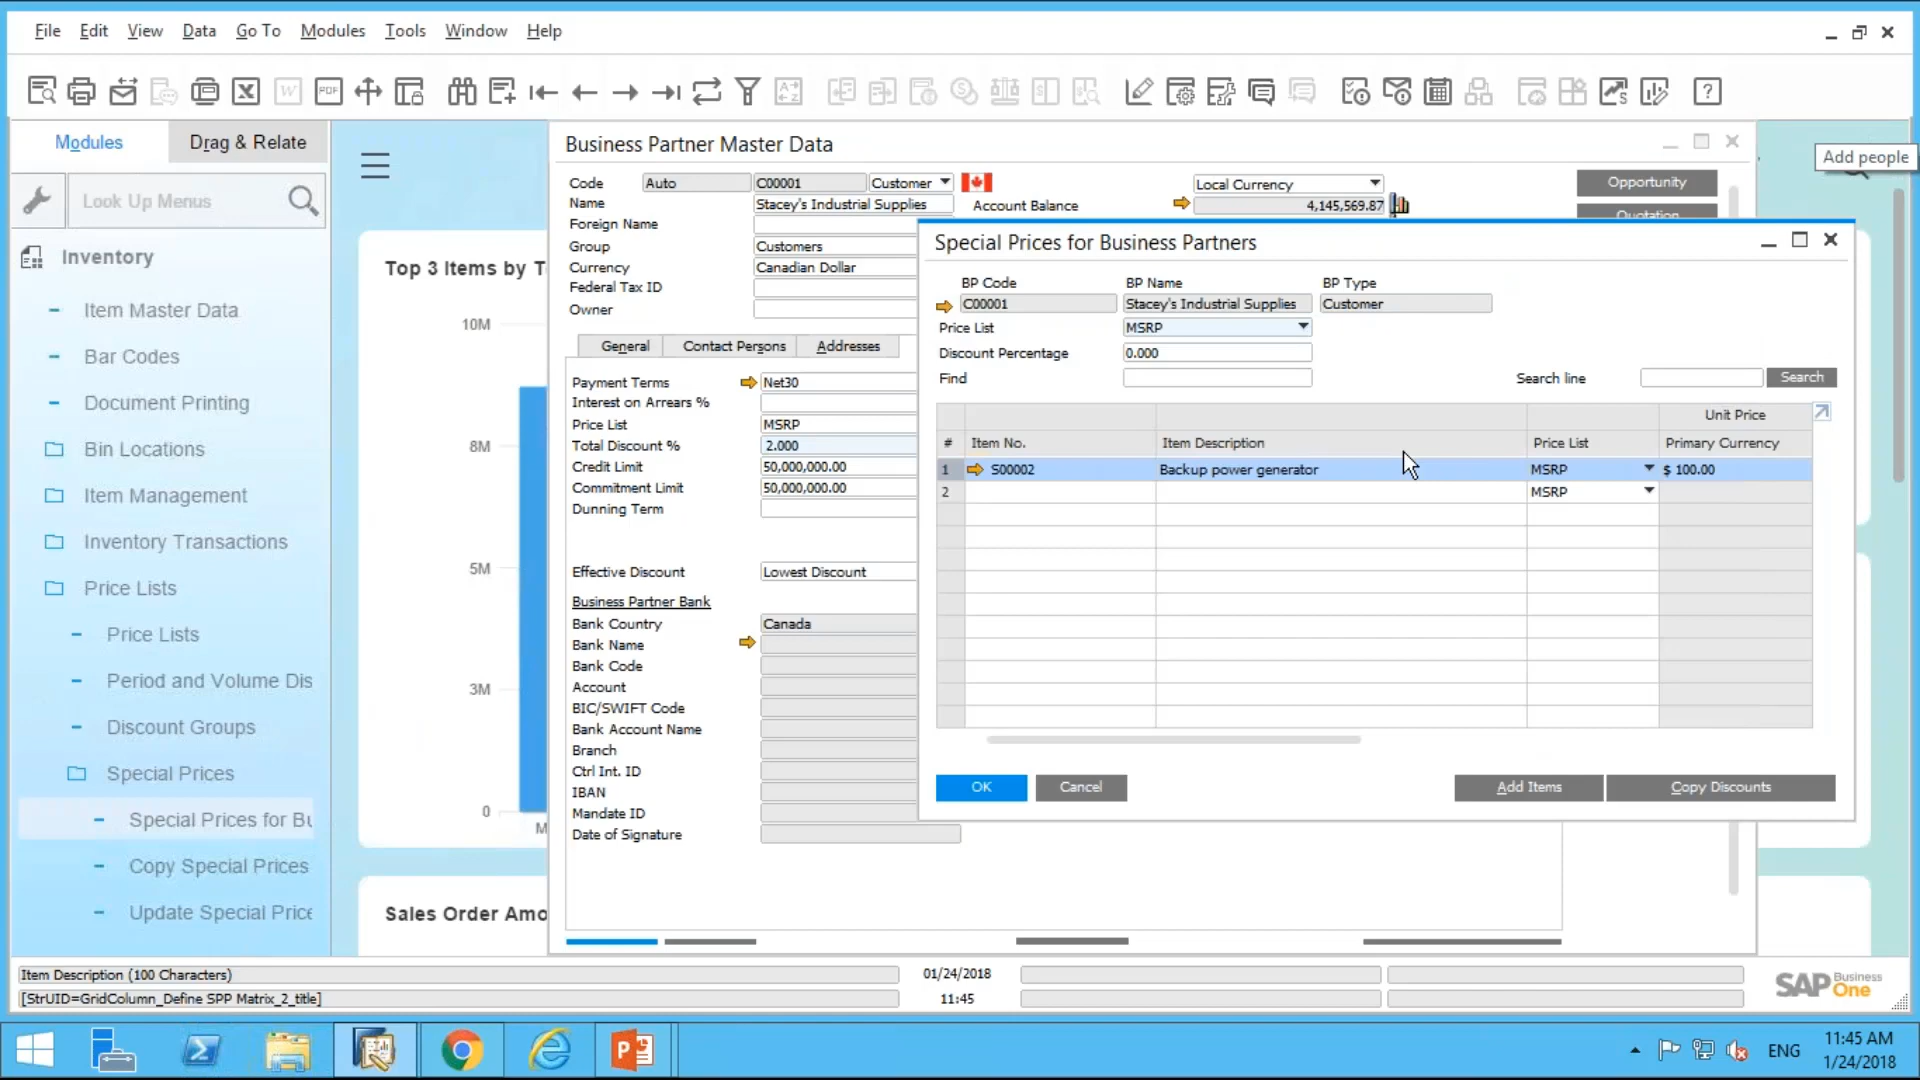 File Edit View Data Go To Modules Tools Window Help
Modules
Drag & Relate
Look Up Menus
Inventory
Item Master Data
Bar Codes
Document Printing
Bin Locations
Item Management
Inventory Transactions
Price Lists
Price Lists
Period and Volume Dis
Discount Groups
Special Prices
Special Prices for Bu
Copy Special Prices
Update Special Price
Top 3 Items by T
10M
8M
5M
3M
0
M
Sales Order Amo
Business Partner Master Data
Code Auto C00001 Customer
Local Currency
Name Stacey's Industrial Supplies
Account Balance 4,145,569.87
Foreign Name
Group Customers
Currency Canadian Dollar
Federal Tax ID
Owner
General Contact Persons Addresses
Payment Terms Net30
Interest on Arrears %
Price List MSRP
Total Discount % 2.000
Credit Limit 50,000,000.00
Commitment Limit 50,000,000.00
Dunning Term
Effective Discount Lowest Discount
Business Partner Bank
Bank Country Canada
Bank Name
Bank Code
Account
BIC/SWIFT Code
Bank Account Name
Branch
Ctrl Int. ID
IBAN
Mandate ID
Date of Signature
Opportunity
Quotation
Add people
Special Prices for Business Partners
BP Code BP Name BP Type
C00001 Stacey's Industrial Supplies Customer
Price List MSRP
Discount Percentage 0.000
Find
Search line Search
Unit Price
# Item No. Item Description Price List Primary Currency
1 S00002 Backup power generator MSRP $ 100.00
2 MSRP
OK Cancel Add Items Copy Discounts
Item Description (100 Characters)
01/24/2018
[StrUID=GridColumn_Define SPP Matrix_2_title]
11:45
SAP Business One
ENG
11:45 AM
1/24/2018